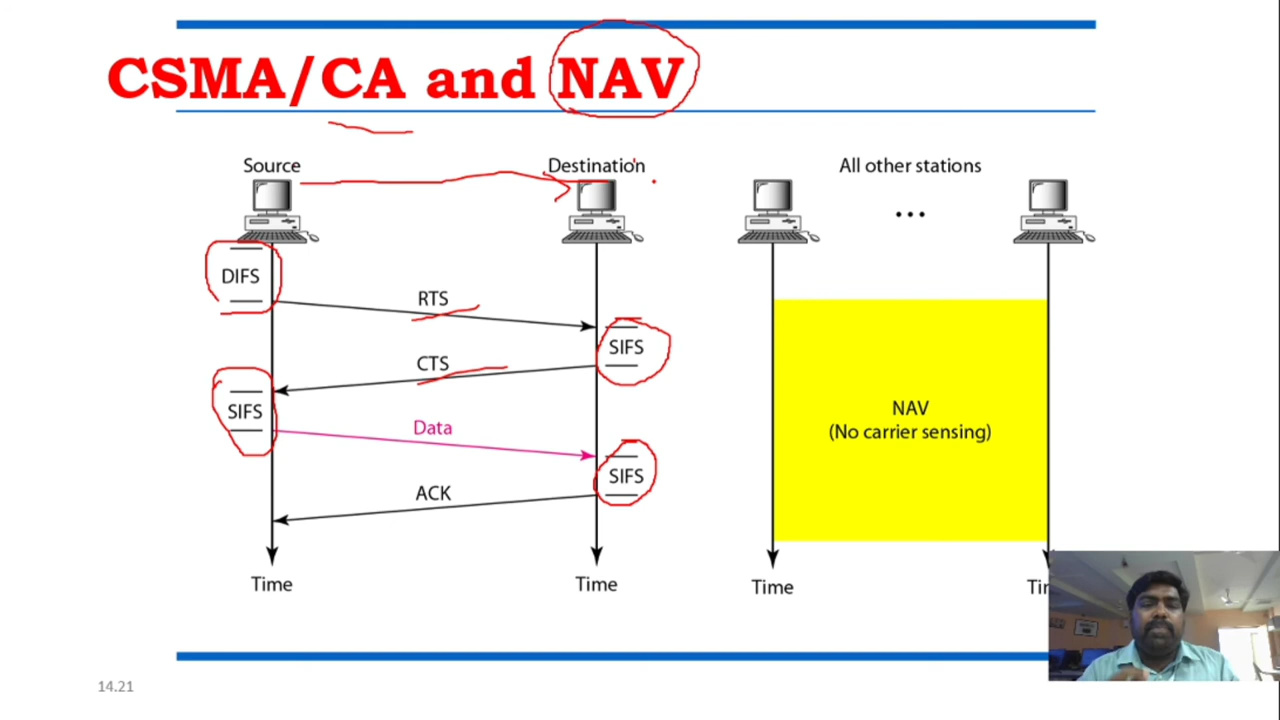 CSMA/CA and NAV
Source
Destination
All other stations
...
DIFS
RTS
SIFS
CTS
SIFS
Data
SIFS
ACK
NAV
(No carrier sensing)
Time
Time
Time
14.21